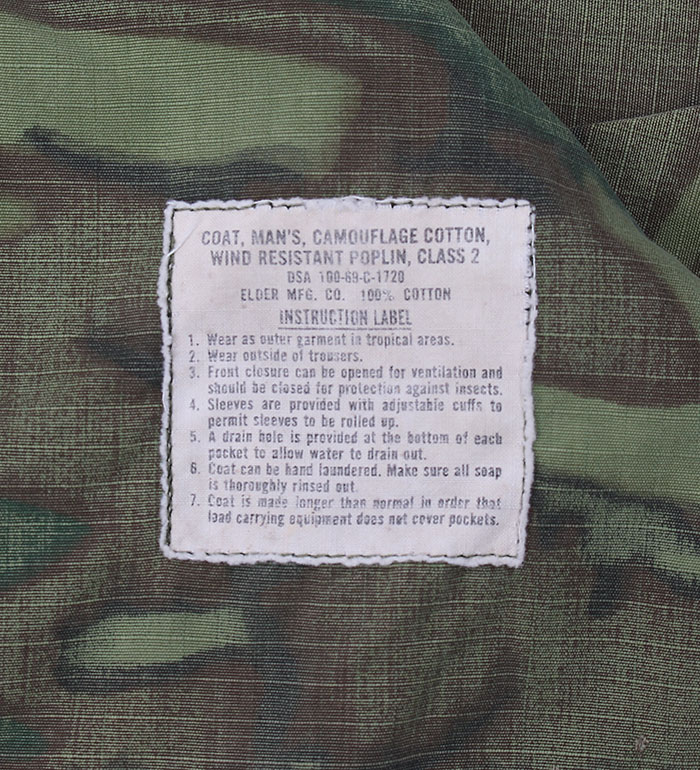 COAT, MAN'S, CAMOUFLAGE COTTON,
WIND RESISTANT POPLIN, CLASS 2
DSA 100-69-C-1720
ELDER MFG. CO. 100% COTTON
INSTRUCTION LABEL
1. Wear as outer garment in tropical areas.
2. Wear outside of trousers.
3. Front closure can be opened for ventilation and
should be closed for protection against insects.
4. Sleeves are provided with adjustable cuffs to
permit sleeves to be rolled up.
5. A drain hole is provided at the bottom of each
pocket to allow water to drain out.
6. Coat can be hand laundered. Make sure all soap
is thoroughly rinsed out.
7. Coat is made longer than normal in order that
load carrying equipment does not cover pockets.